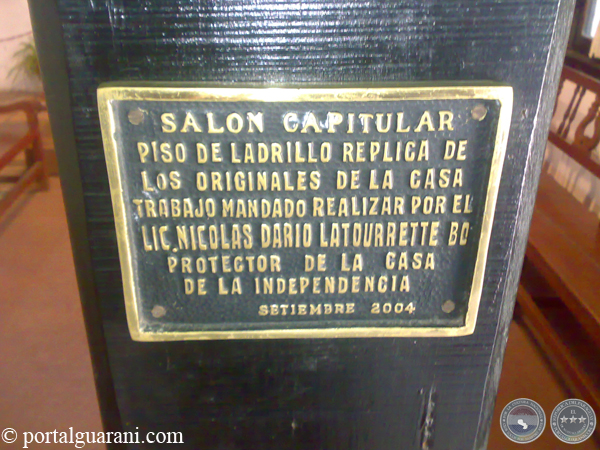 SALON CAPITULAR
PISO DE LADRILLO REPLICA DE
LOS ORIGINALES DE LA CASA
TRABAJO MANDADO REALIZAR POR EL
LIC. NICOLAS DARIO LATOURRETTE BO
PROTECTOR DE LA CASA
DE LA INDEPENDENCIA
SETIEMBRE 2004
© portalguarani.com